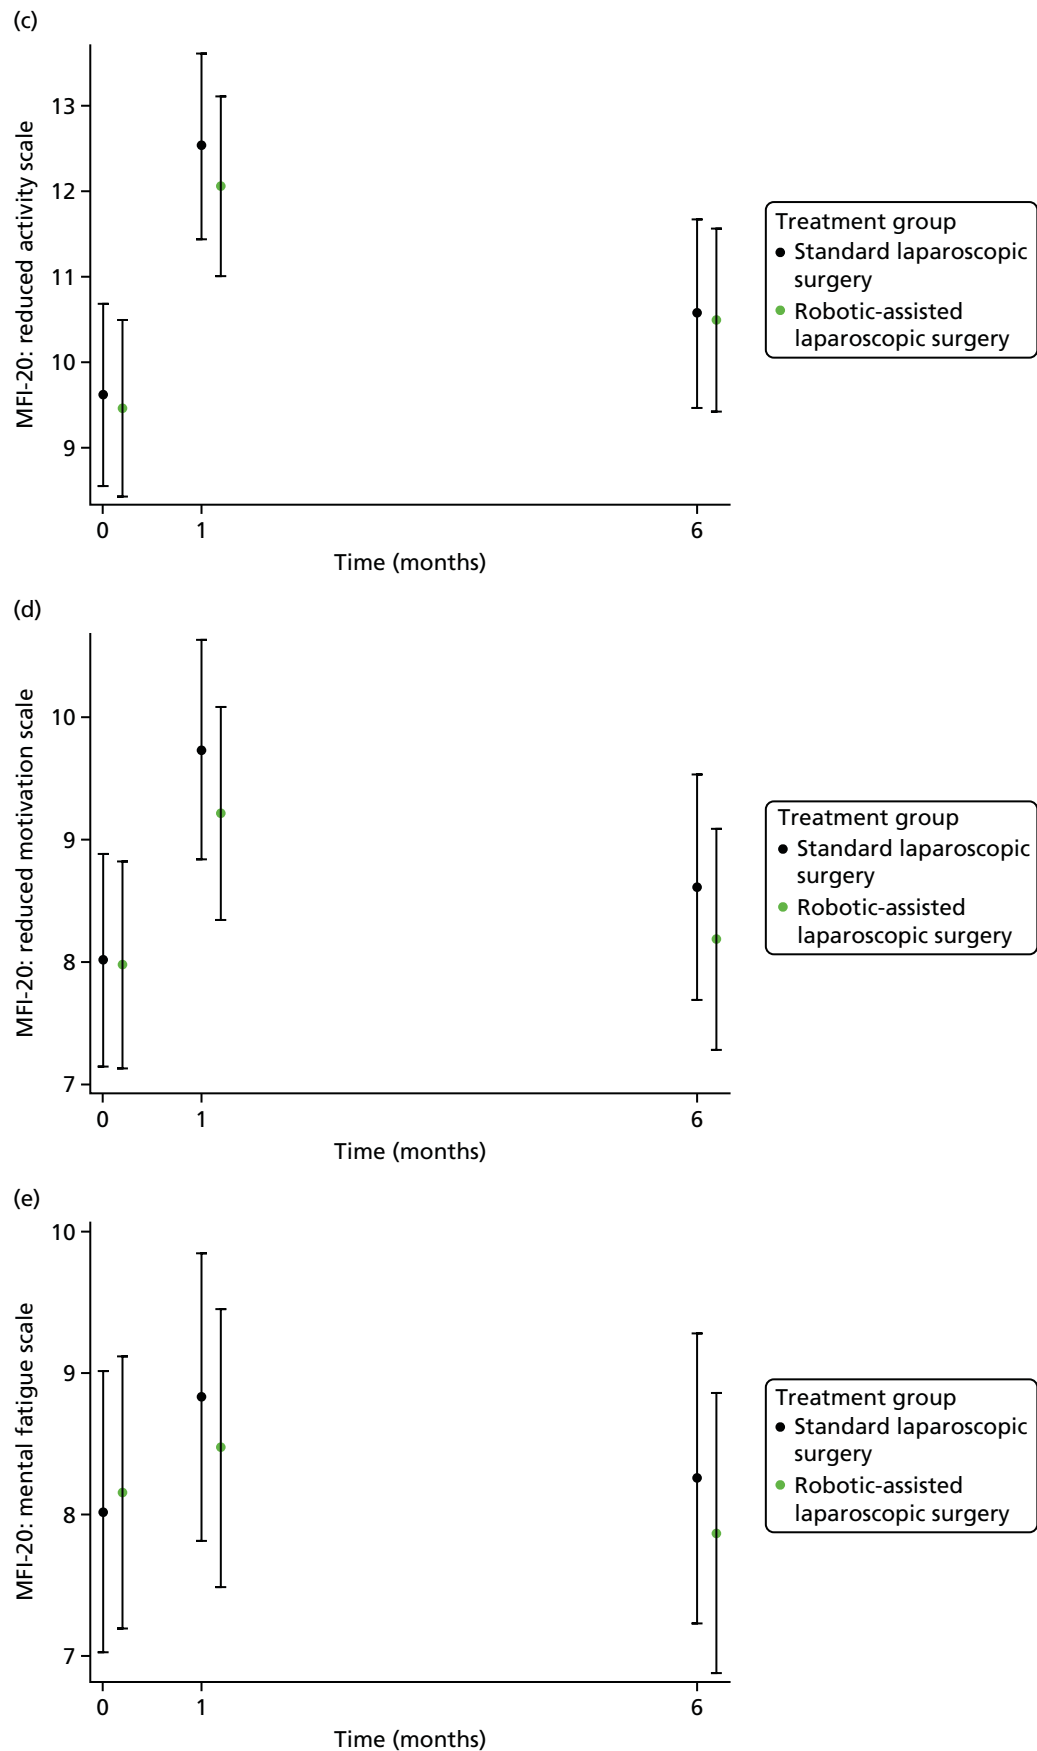 (c)
MFI-20: reduced activity scale
13
12
11
10
9
0
1
6
Time (months)
Treatment group
Standard laparoscopic
surgery
Robotic-assisted
laparoscopic surgery
(d)
MFI-20: reduced motivation scale
10
9
8
7
0
1
6
Time (months)
Treatment group
Standard laparoscopic
surgery
Robotic-assisted
laparoscopic surgery
(e)
MFI-20: mental fatigue scale
10
9
8
7
0
1
6
Time (months)
Treatment group
Standard laparoscopic
surgery
Robotic-assisted
laparoscopic surgery